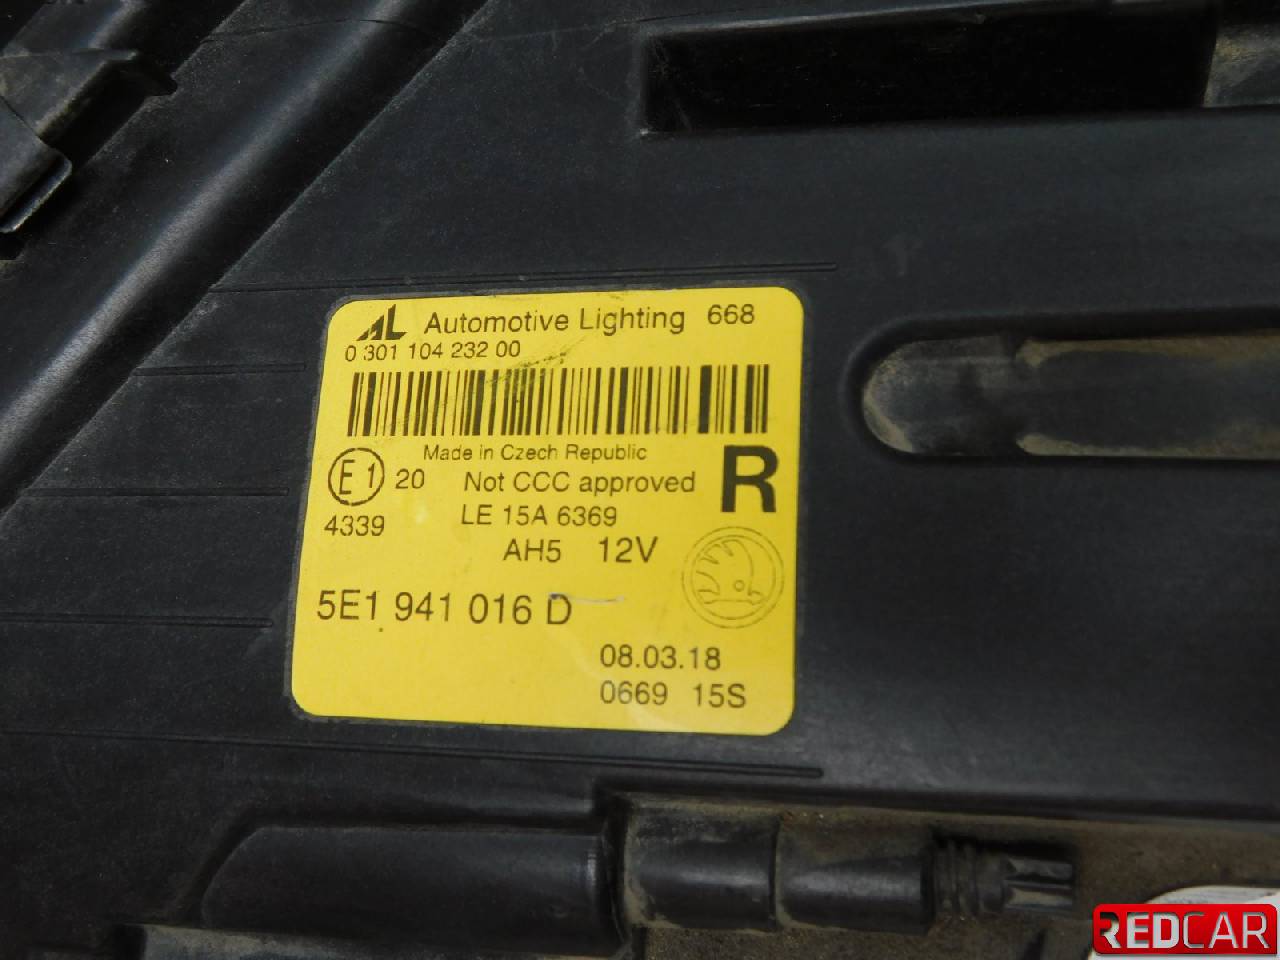 AL Automotive Lighting 668
0 301 104 232 00
Made in Czech Republic
E1 20 Not CCC approved R
4339 LE 15A 6369
AH5 12V
5E1 941 016 D
08.03.18
0669 15S
REDCAR